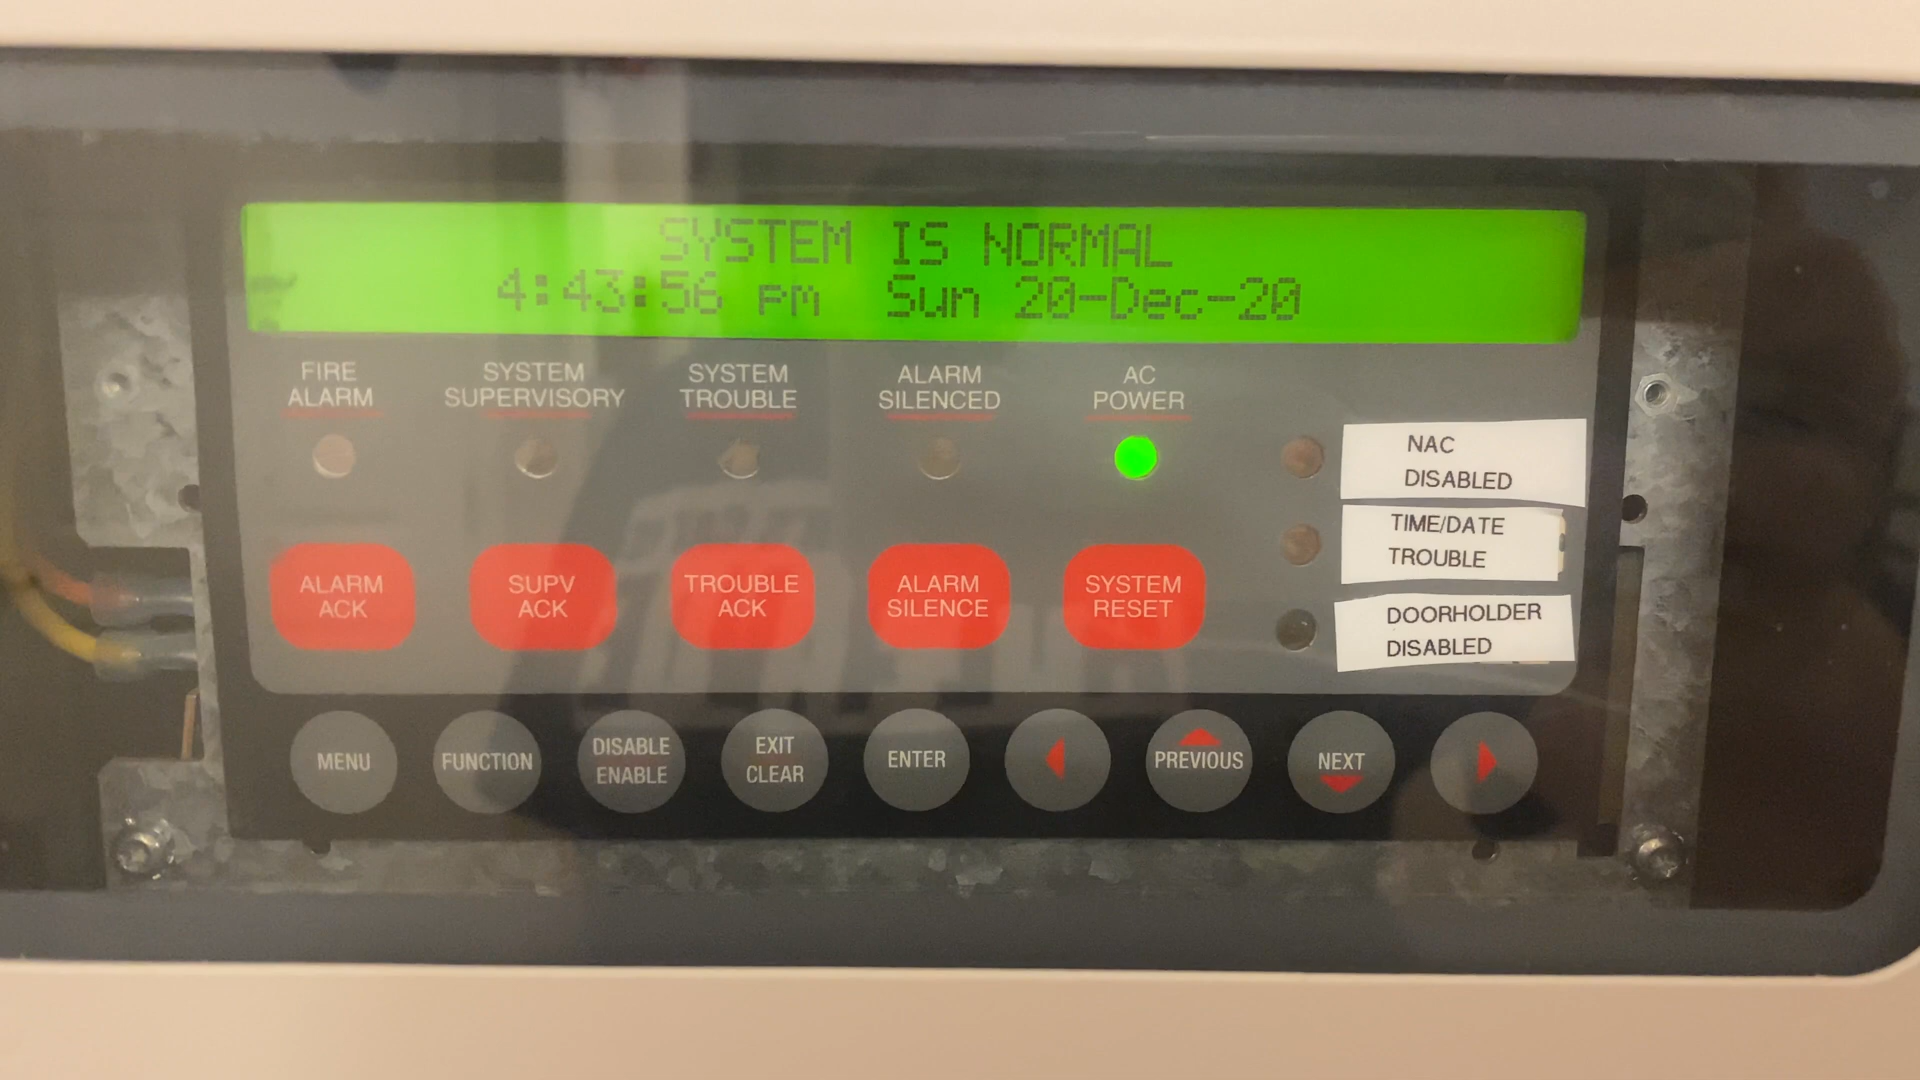 SYSTEM IS NORMAL
4:43:56 pm Sun 20-Dec-20
FIRE
ALARM
SYSTEM
SUPERVISORY
SYSTEM
TROUBLE
ALARM
SILENCED
AC
POWER
NAC
DISABLED
TIME/DATE
TROUBLE
DOORHOLDER
DISABLED
ALARM
ACK
SUPV
ACK
TROUBLE
ACK
ALARM
SILENCE
SYSTEM
RESET
MENU
FUNCTION
DISABLE
ENABLE
EXIT
CLEAR
ENTER
PREVIOUS
NEXT